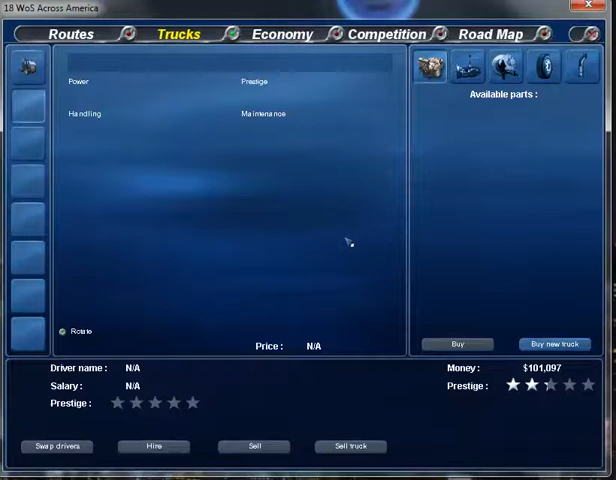 18 WoS Across America
Routes Trucks Economy Competition Road Map
Power Prestige
Handling Maintenance
Available parts :
Rotate
Price : N/A
Buy Buy new truck
Driver name : N/A
Salary : N/A
Prestige :
Money: $101,097
Prestige :
Swap drivers Hire Sell Sell truck